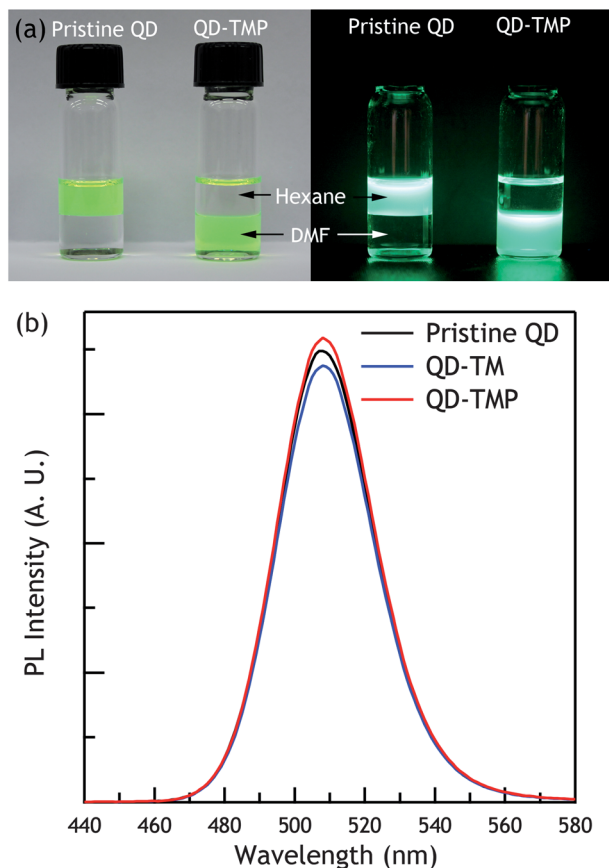 (a) Pristine QD QD-TMP Pristine QD QD-TMP
Hexane
DMF
(b)
Pristine QD
QD-TM
QD-TMP
PL Intensity (A. U.)
440 460 480 500 520 540 560 580
Wavelength (nm)